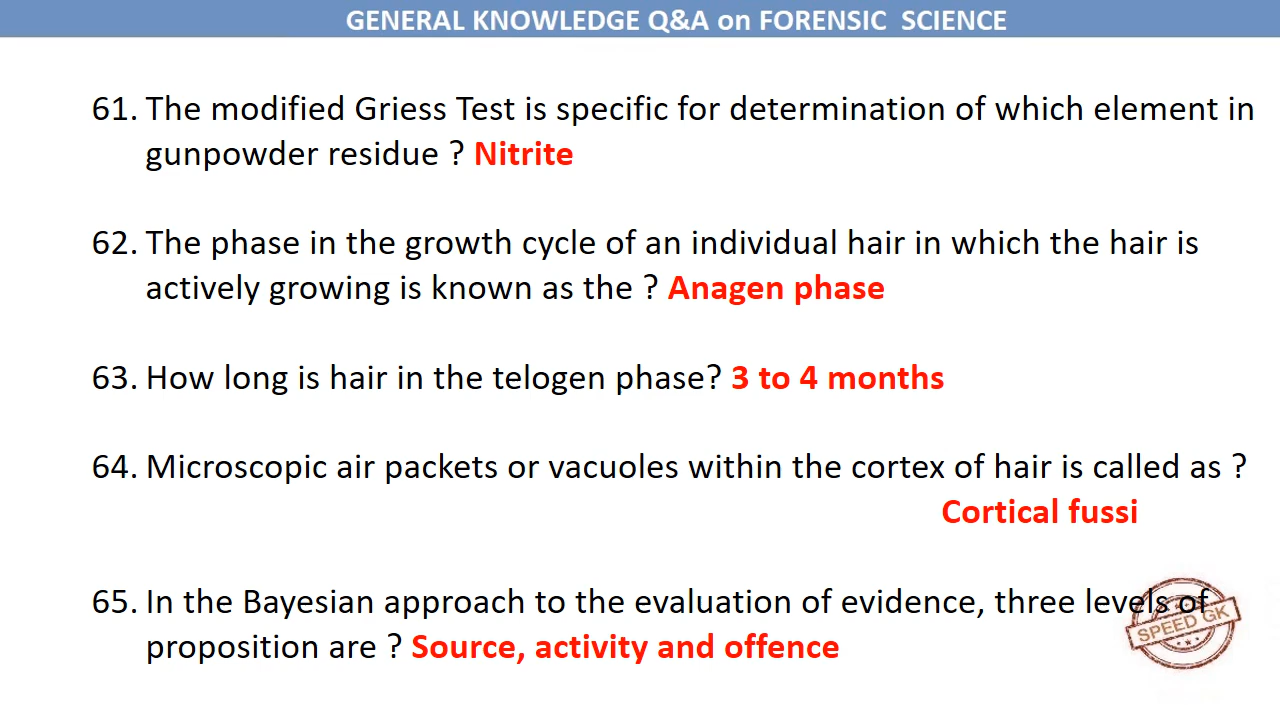 GENERAL KNOWLEDGE Q&A on FORENSIC SCIENCE
61. The modified Griess Test is specific for determination of which element in
gunpowder residue ? Nitrite
62. The phase in the growth cycle of an individual hair in which the hair is
actively growing is known as the ? Anagen phase
63. How long is hair in the telogen phase? 3 to 4 months
64. Microscopic air packets or vacuoles within the cortex of hair is called as ?
Cortical fussi
65. In the Bayesian approach to the evaluation of evidence, three levels of
proposition are ? Source, activity and offence
SPEED GK